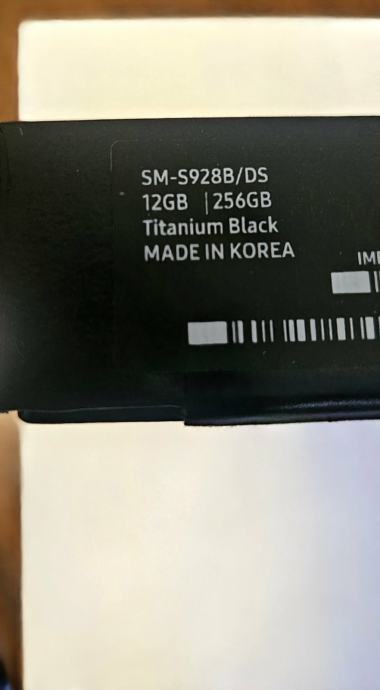 SM-S928B/DS
12GB | 256GB
Titanium Black
MADE IN KOREA